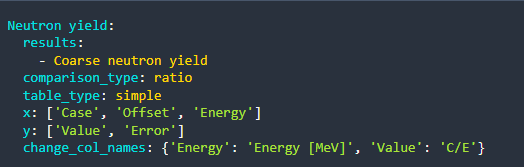 Neutron yield:
  results:
    - Coarse neutron yield
  comparison_type: ratio
  table_type: simple
  x: ['Case', 'Offset', 'Energy']
  y: ['Value', 'Error']
  change_col_names: {'Energy': 'Energy [MeV]', 'Value': 'C/E'}